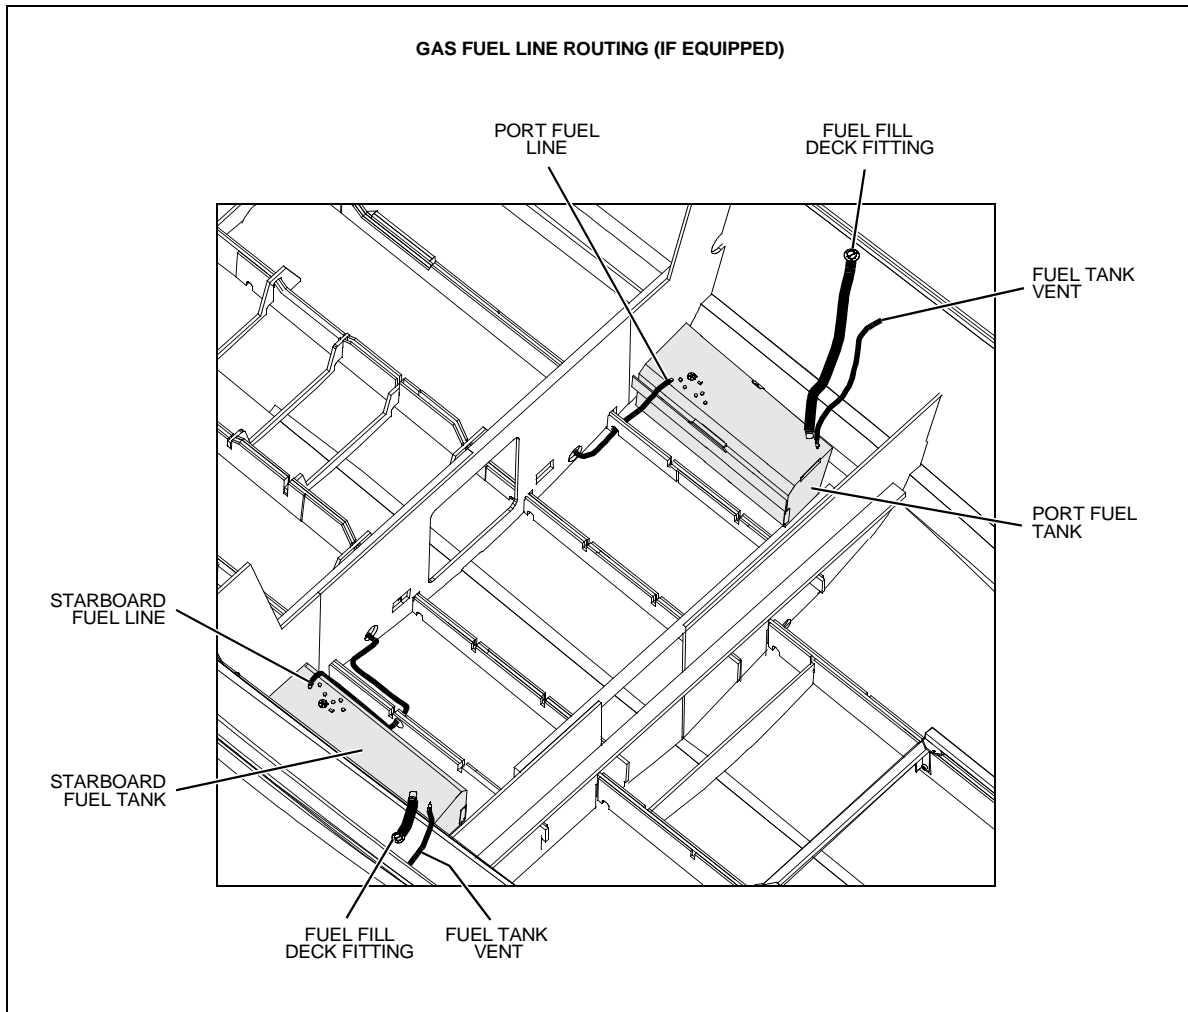 GAS FUEL LINE ROUTING (IF EQUIPPED)
PORT FUEL
LINE
FUEL FILL
DECK FITTING
FUEL TANK
VENT
PORT FUEL
TANK
STARBOARD
FUEL LINE
STARBOARD
FUEL TANK
FUEL FILL
DECK FITTING
FUEL TANK
VENT